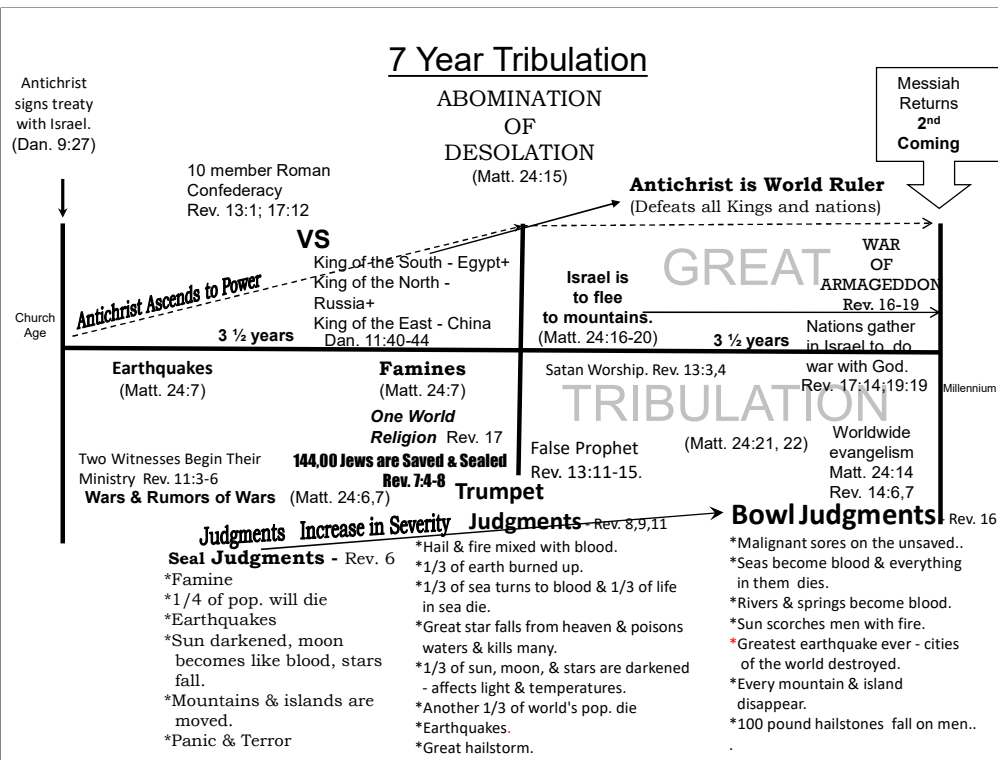 7 Year Tribulation
Antichrist
signs treaty
with Israel.
(Dan. 9:27)
ABOMINATION
OF
DESOLATION
(Matt. 24:15)
Messiah
Returns
2nd
Coming
10 member Roman
Confederacy
Rev. 13:1; 17:12
Antichrist is World Ruler
(Defeats all Kings and nations)
VS
King of the South - Egypt+
King of the North -
Russia+
King of the East - China
Dan. 11:40-44
Antichrist Ascends to Power
Church
Age
3 ½ years
Israel is
to flee
to mountains.
(Matt. 24:16-20)
GREAT
WAR
OF
ARMAGEDDON
Rev. 16-19
3 ½ years
Nations gather
in Israel to do
war with God.
Rev. 17:14;19:19
Millennium
Earthquakes
(Matt. 24:7)
Famines
(Matt. 24:7)
One World
Religion Rev. 17
Satan Worship. Rev. 13:3,4
TRIBULATION
(Matt. 24:21, 22)
Two Witnesses Begin Their
Ministry Rev. 11:3-6
144,00 Jews are Saved & Sealed
Rev. 7:4-8
False Prophet
Rev. 13:11-15.
Worldwide
evangelism
Matt. 24:14
Rev. 14:6,7
Wars & Rumors of Wars (Matt. 24:6,7)
Judgments Increase in Severity
Seal Judgments - Rev. 6
*Famine
*1/4 of pop. will die
*Earthquakes
*Sun darkened, moon
becomes like blood, stars
fall.
*Mountains & islands are
moved.
*Panic & Terror
Trumpet
Judgments - Rev. 8,9,11
*Hail & fire mixed with blood.
*1/3 of earth burned up.
*1/3 of sea turns to blood & 1/3 of life
in sea die.
*Great star falls from heaven & poisons
waters & kills many.
*1/3 of sun, moon, & stars are darkened
- affects light & temperatures.
*Another 1/3 of world's pop. die
*Earthquakes.
*Great hailstorm.
Bowl Judgments - Rev. 16
*Malignant sores on the unsaved..
*Seas become blood & everything
in them dies.
*Rivers & springs become blood.
*Sun scorches men with fire.
*Greatest earthquake ever - cities
of the world destroyed.
*Every mountain & island
disappear.
*100 pound hailstones fall on men..
.